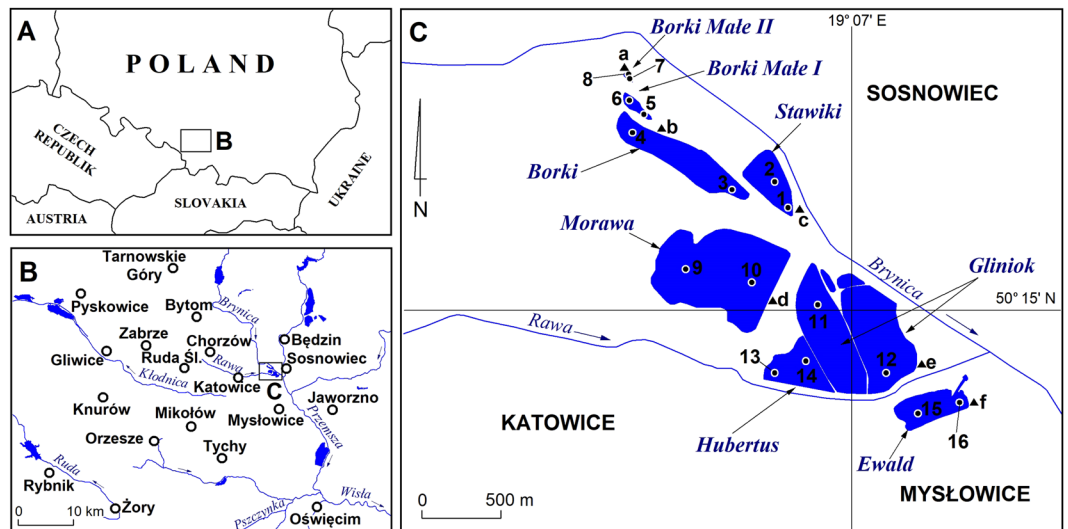 A
POLAND
CZECH
REPUBLIK
B
UKRAINE
SLOVAKIA
AUSTRIA
B
Tarnowskie
Góry
Pyskowice
Bytom
Brynica
Zabrze
Chorzów
Będzin
Gliwice
Ruda Śl.
Rawa
Sosnowiec
Kłodnica
Katowice
C
Knurów
Mikołów
Mysłowice
Jaworzno
Orzesze
Tychy
Przemsza
Ruda
Rybnik
Żory
Pszczynka
Wisła
Oświęcim
0 10 km
C
19° 07' E
Borki Małe II
a
8
7
Borki Małe I
6
5
b
4
Stawiki
SOSNOWIEC
Borki
3
2
1
c
N
Morawa
9
10
d
Gliniok
Brynica
50° 15' N
11
Rawa
13
14
12
e
KATOWICE
Hubertus
15
f
16
Ewald
MYSŁOWICE
0 500 m